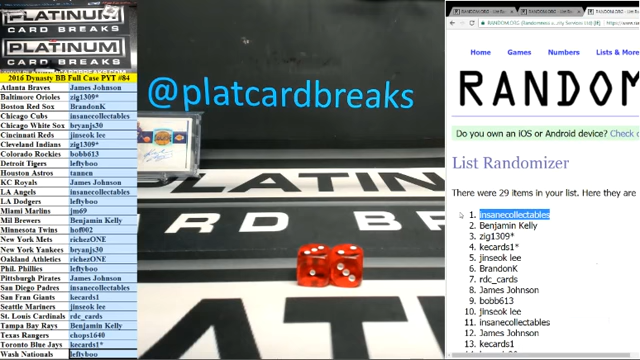 PLATINUM
CARD BREAKS
PLATINUM
CARD BREAKS
2016 Dynasty BB Full Case PYT #84
Atlanta Braves James Johnson
Baltimore Orioles zig1309*
Boston Red Sox BrandonK
Chicago Cubs insanecollectables
Chicago White Sox bryanjs30
Cincinnati Reds jinseok lee
Cleveland Indians zig1309*
Colorado Rockies bobb613
Detroit Tigers leftyboo
Houston Astros tannen
KC Royals James Johnson
LA Angels insanecollectables
LA Dodgers leftyboo
Miami Marlins jm69
Mil Brewers Benjamin Kelly
Minnesota Twins hof002
New York Mets richezONE
New York Yankees bryanjs30
Oakland Athletics richezONE
Phil. Phillies leftyboo
Pittsburgh Pirates James Johnson
San Diego Padres insanecollectables
San Fran Giants kecards1
Seattle Mariners jinseok lee
St. Louis Cardinals rdc_cards
Tampa Bay Rays Benjamin Kelly
Texas Rangers chops1640
Toronto Blue Jays kecards1*
Wash Nationals leftyboo
@platcardbreaks
PLATIN
RD BRE
Home Games Numbers Lists & More
RANDOM
Do you own an iOS or Android device? Check
List Randomizer
There were 29 items in your list. Here they are
1. insanecollectables
2. Benjamin Kelly
3. zig1309*
4. kecards1*
5. jinseok lee
6. BrandonK
7. rdc_cards
8. James Johnson
9. bobb613
10. jinseok lee
11. insanecollectables
12. James Johnson
13. kecards1